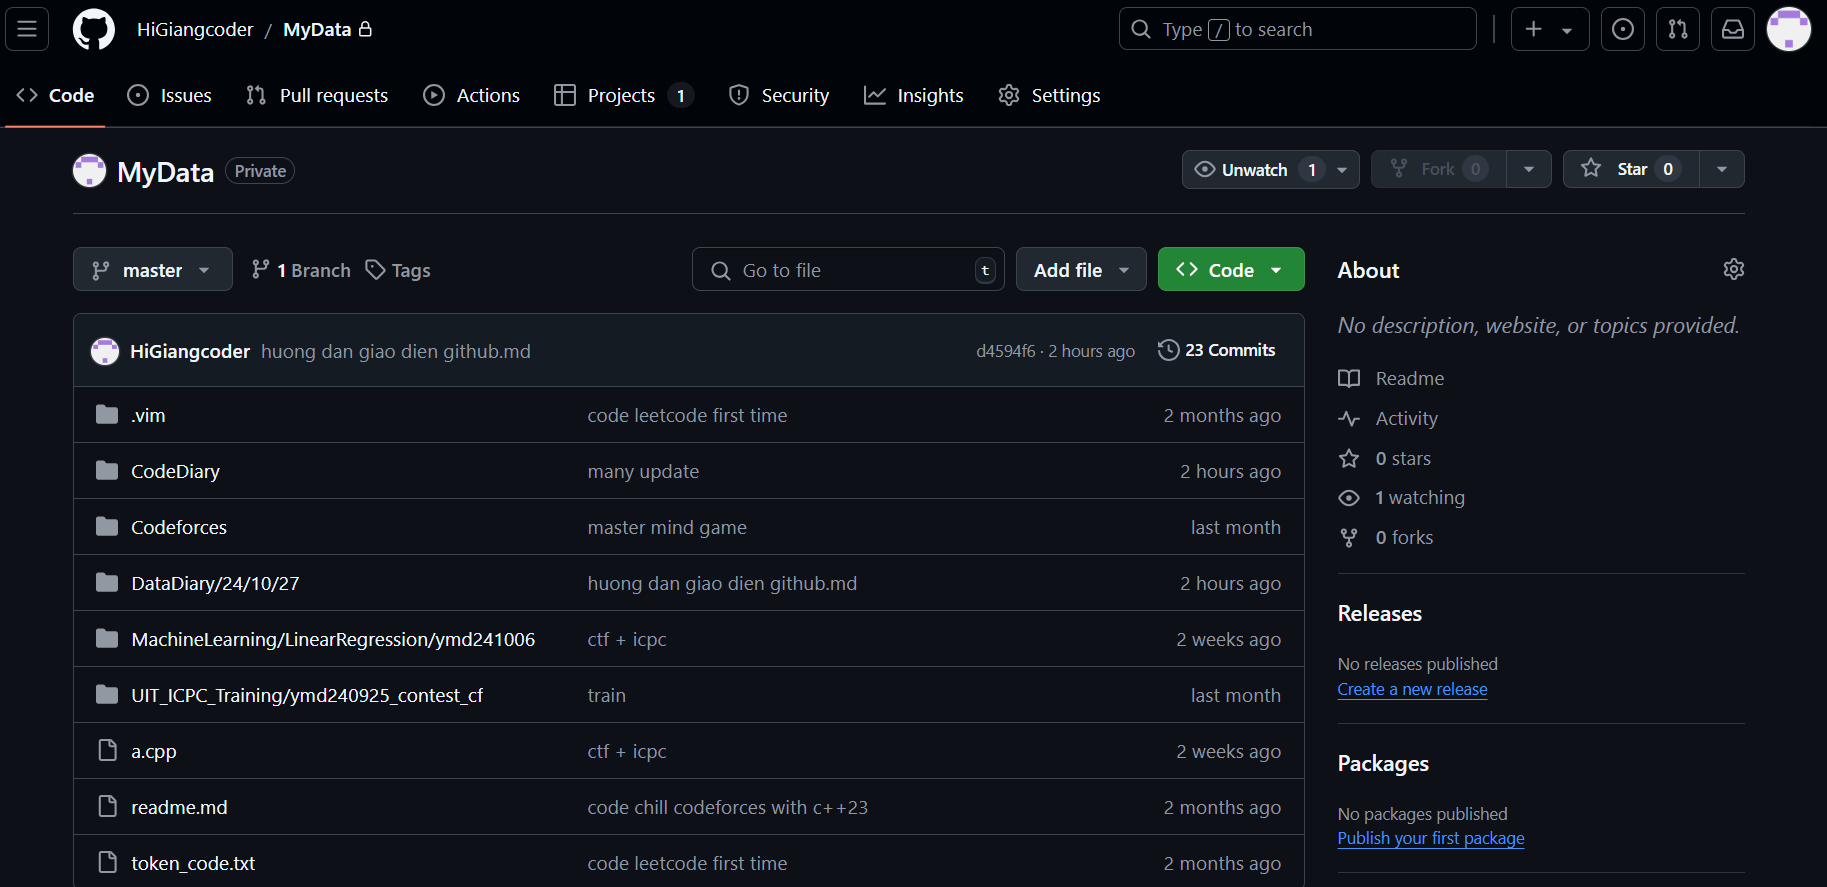 HiGiangcoder / MyData
Type / to search
Code Issues Pull requests Actions Projects 1 Security Insights Settings
MyData Private
Unwatch 1 Fork 0 Star 0
master 1 Branch Tags
Go to file t Add file Code
HiGiangcoder huong dan giao dien github.md d4594f6 · 2 hours ago 23 Commits
.vim code leetcode first time 2 months ago
CodeDiary many update 2 hours ago
Codeforces master mind game last month
DataDiary/24/10/27 huong dan giao dien github.md 2 hours ago
MachineLearning/LinearRegression/ymd241006 ctf + icpc 2 weeks ago
UIT_ICPC_Training/ymd240925_contest_cf train last month
a.cpp ctf + icpc 2 weeks ago
readme.md code chill codeforces with c++23 2 months ago
token_code.txt code leetcode first time 2 months ago
About
No description, website, or topics provided.
Readme
Activity
0 stars
1 watching
0 forks
Releases
No releases published
Create a new release
Packages
No packages published
Publish your first package